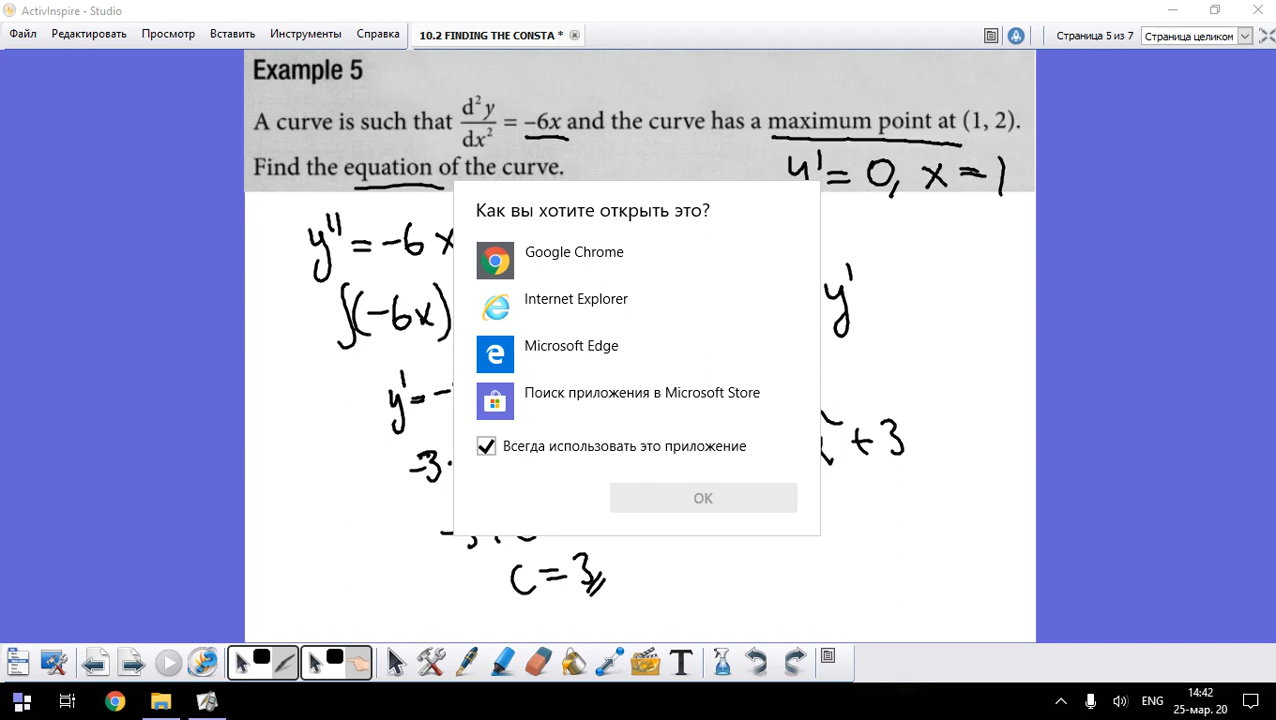 ActivInspire - Studio
Файл Редактировать Просмотр Вставить Инструменты Справка
10.2 FINDING THE CONSTA *
Страница 5 из 7
Страница целиком
Example 5
A curve is such that d²y/dx² = –6x and the curve has a maximum point at (1, 2).
Find the equation of the curve.
y' = 0, x = 1
y'' = -6x
∫(-6x)
y'
y' = -
-3
+ 3
c = 3
Как вы хотите открыть это?
Google Chrome
Internet Explorer
Microsoft Edge
Поиск приложения в Microsoft Store
Всегда использовать это приложение
ОК
ENG
14:42
25-мар. 20